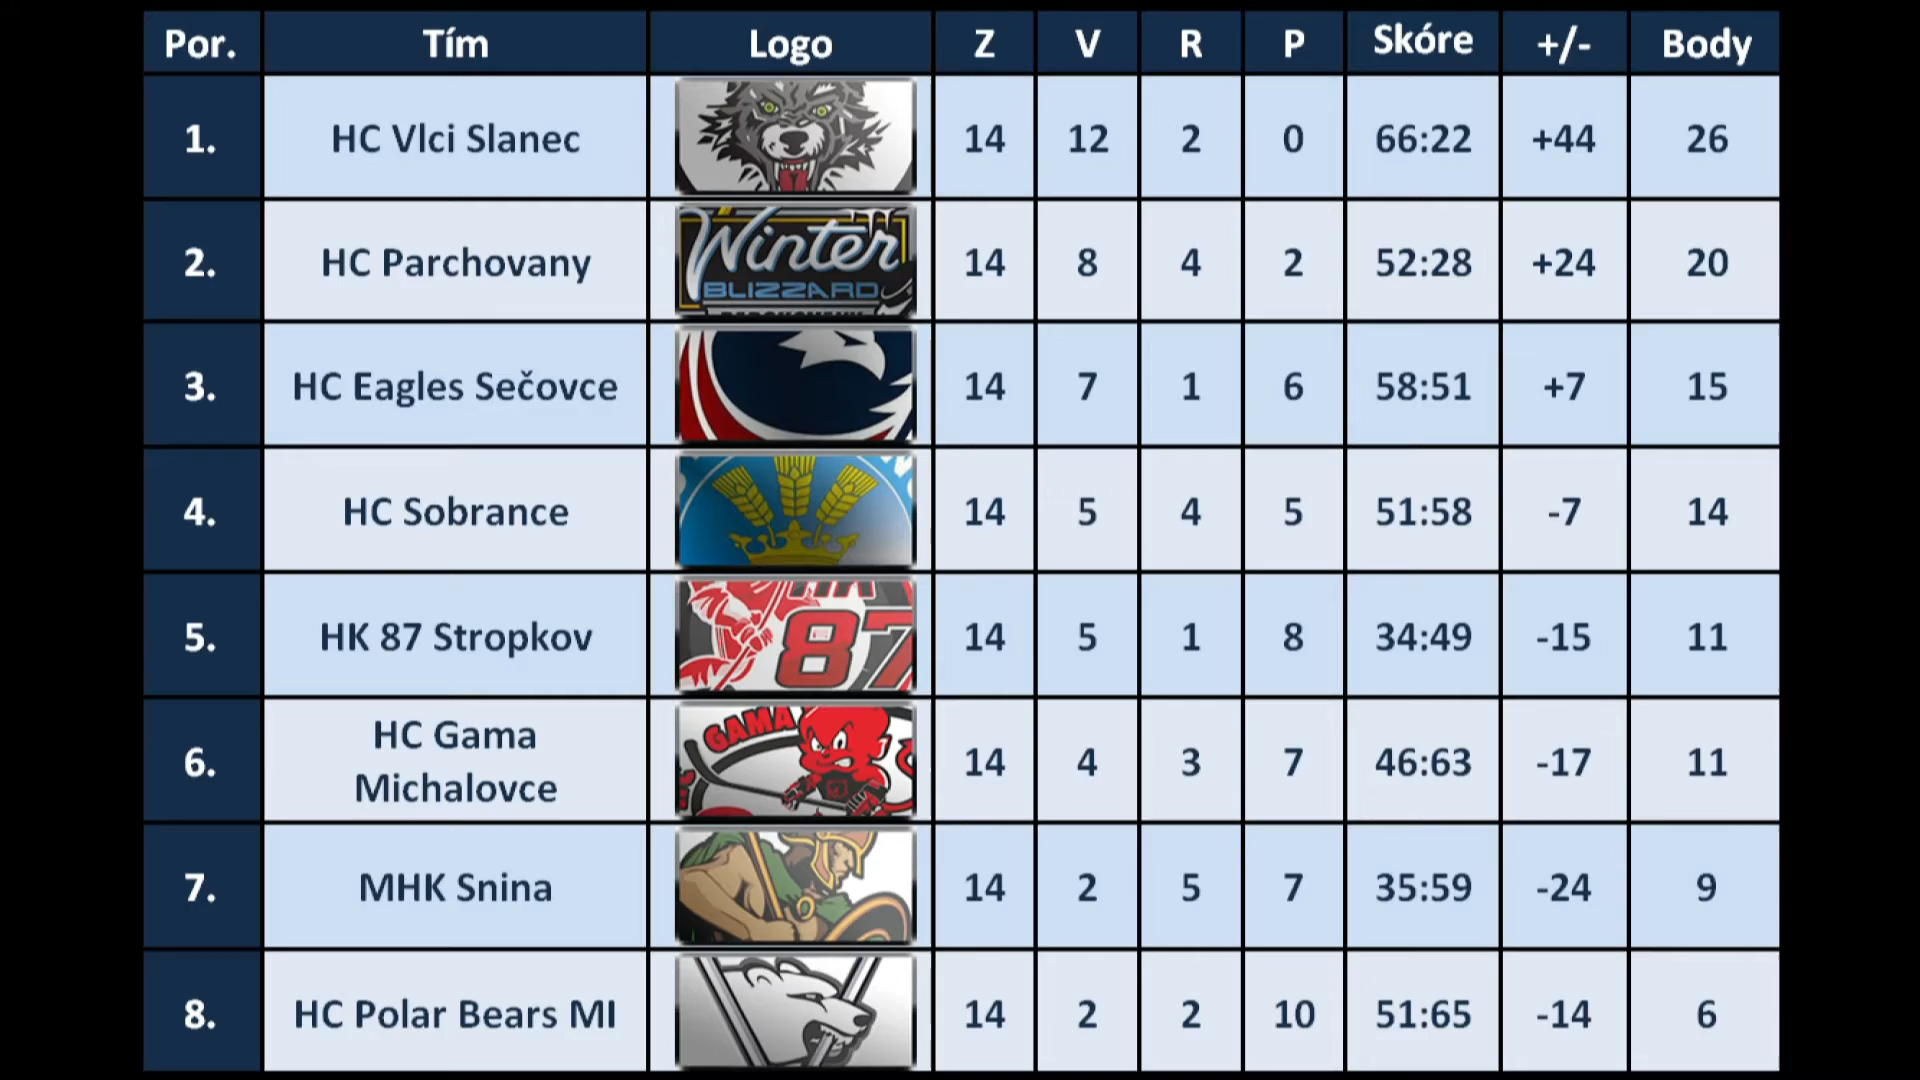 Por. Tím Logo Z V R P Skóre +/- Body
1. HC Vlci Slanec 14 12 2 0 66:22 +44 26
2. HC Parchovany Winter BLIZZARD 14 8 4 2 52:28 +24 20
3. HC Eagles Sečovce 14 7 1 6 58:51 +7 15
4. HC Sobrance 14 5 4 5 51:58 -7 14
5. HK 87 Stropkov HK 87 14 5 1 8 34:49 -15 11
6. HC Gama Michalovce GAMA 14 4 3 7 46:63 -17 11
7. MHK Snina 14 2 5 7 35:59 -24 9
8. HC Polar Bears MI 14 2 2 10 51:65 -14 6